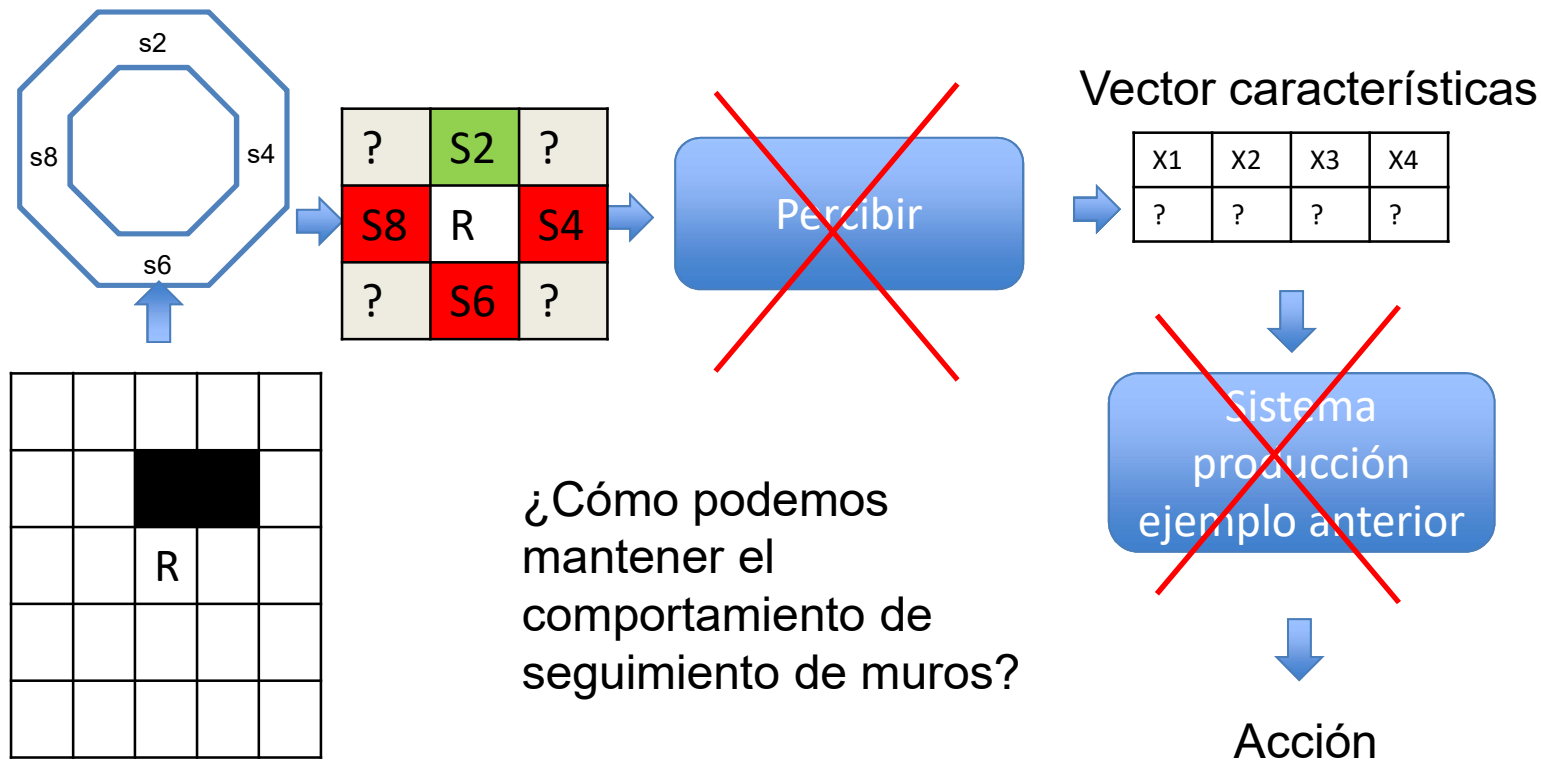 s2
s8
s4
s6
? S2 ?
S8 R S4
? S6 ?
Percibir
Vector características
X1 X2 X3 X4
? ? ? ?
Sistema
producción
ejemplo anterior
R
¿Cómo podemos
mantener el
comportamiento de
seguimiento de muros?
Acción